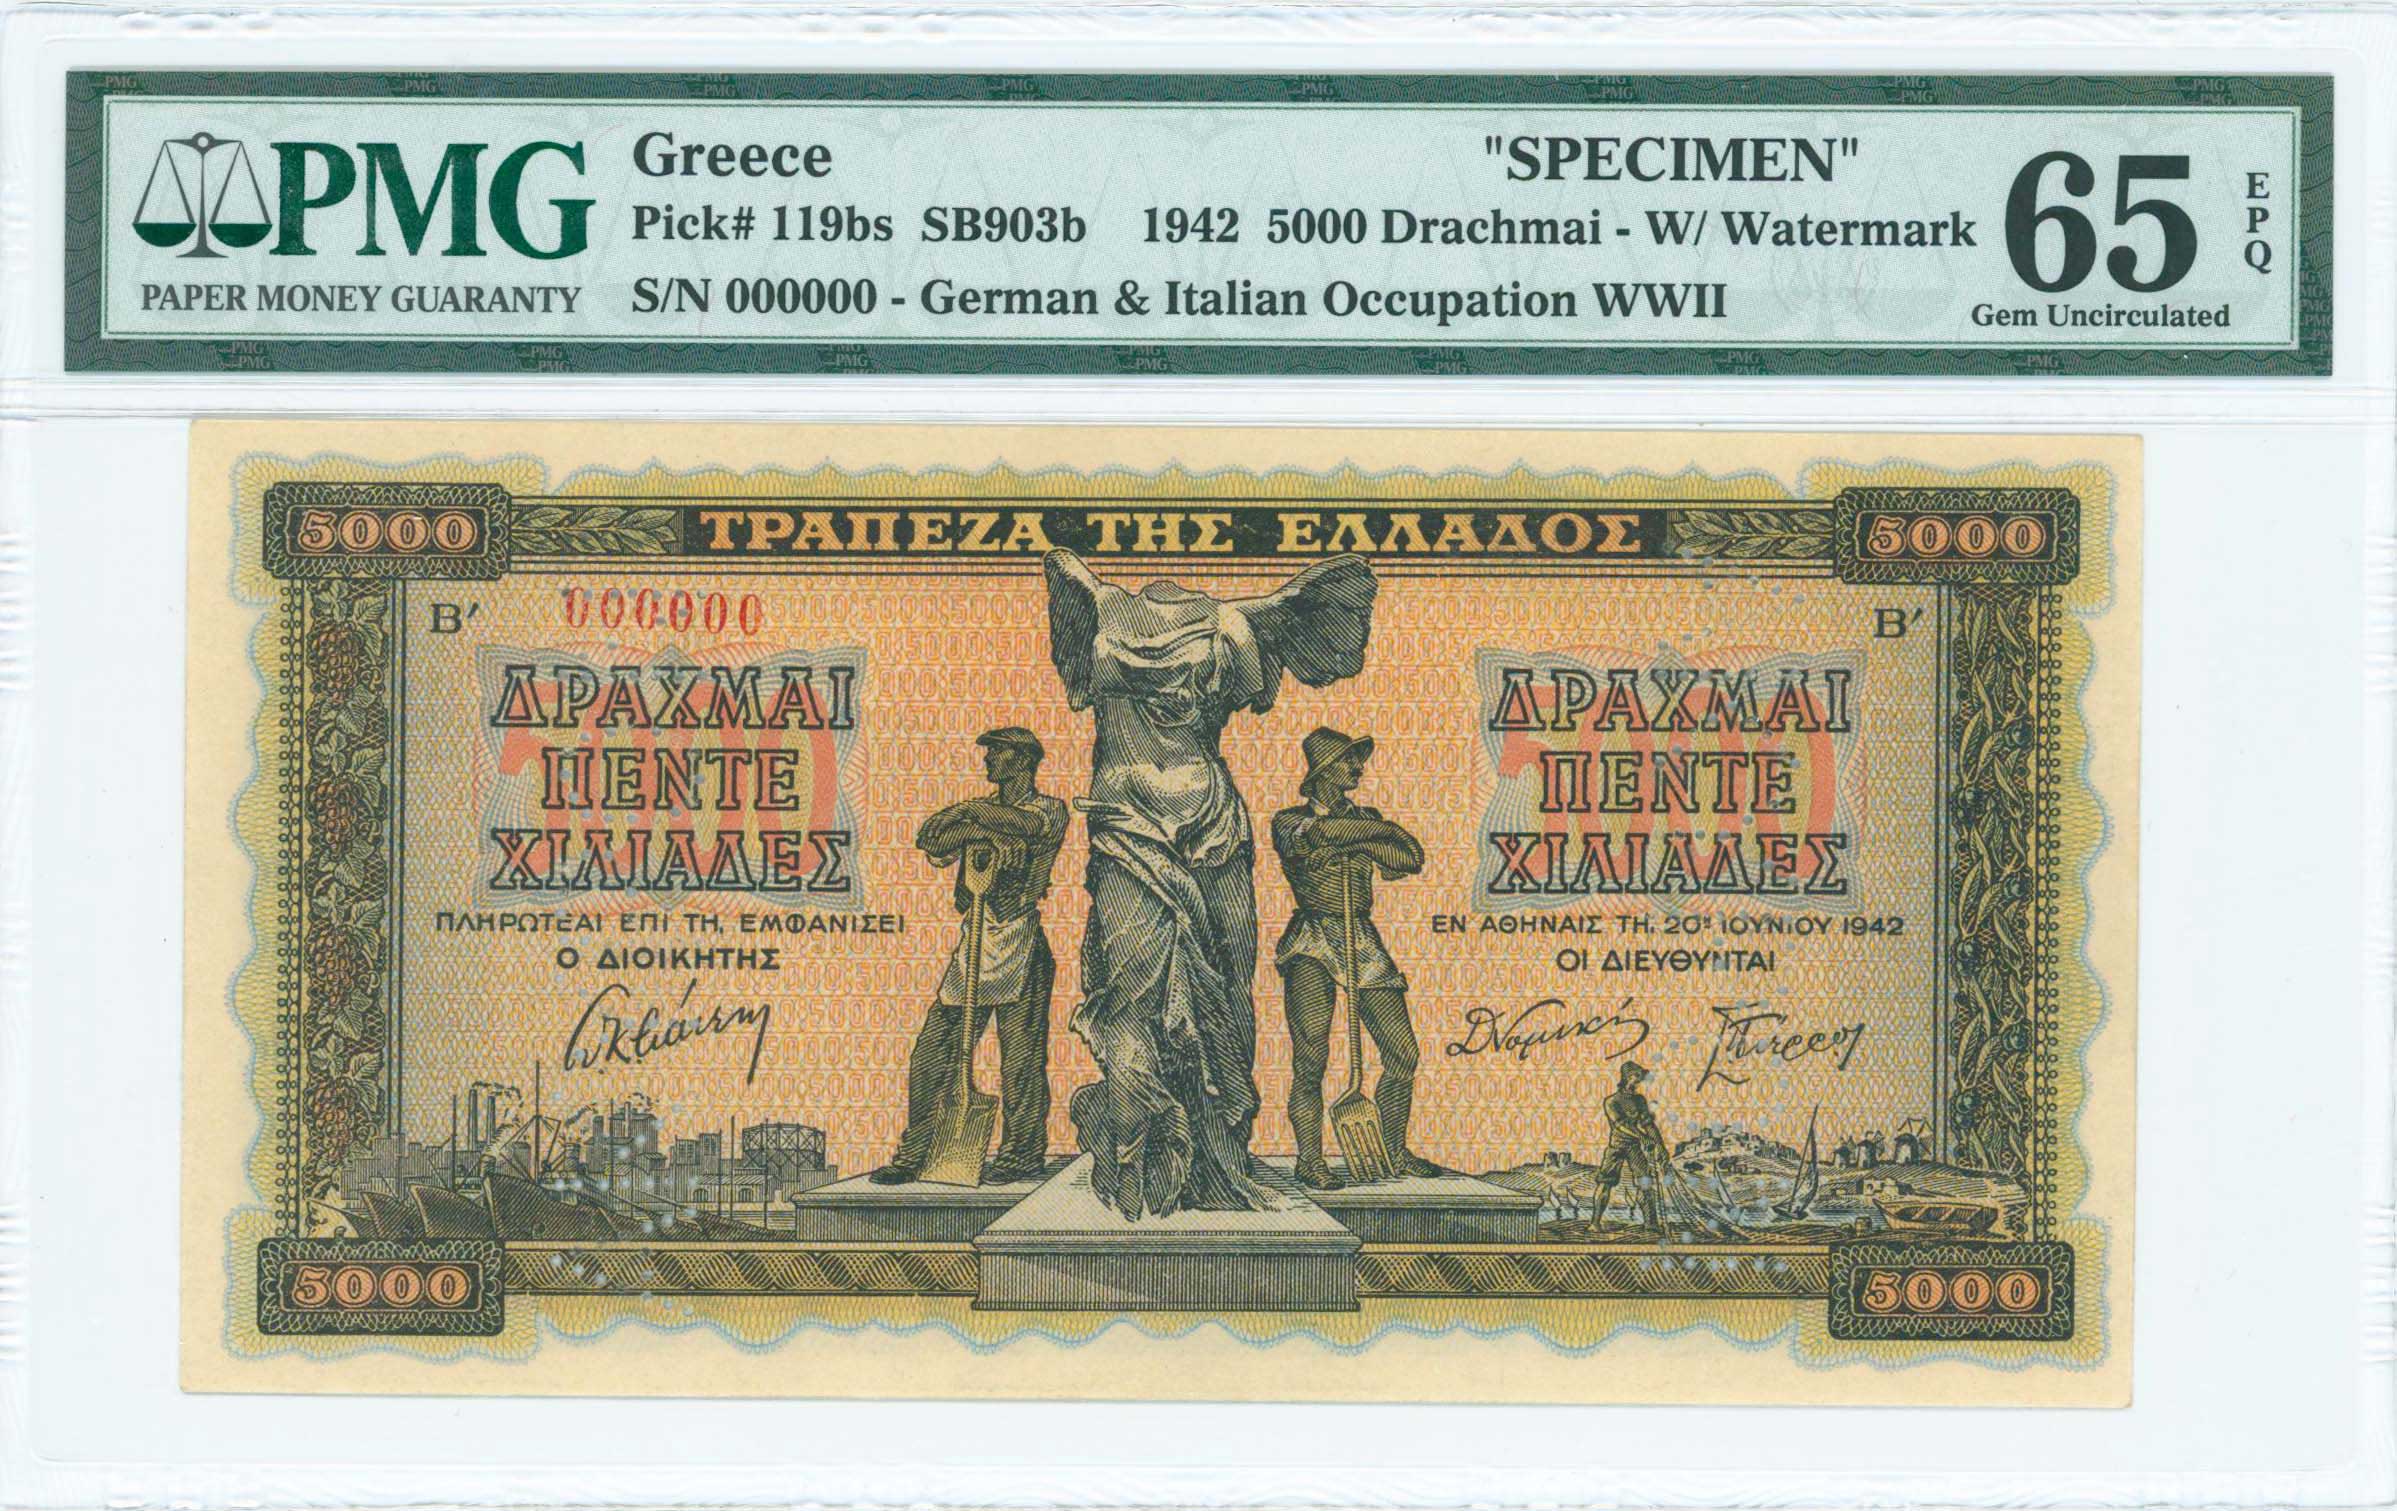 PMG
PAPER MONEY GUARANTY
Greece
"SPECIMEN"
Pick# 119bs SB903b 1942 5000 Drachmai - W/ Watermark
S/N 000000 - German & Italian Occupation WWII
65
EPQ
Gem Uncirculated
5000 ΤΡΑΠΕΖΑ ΤΗΣ ΕΛΛΑΔΟΣ 5000
Β′ 000000 Β′
ΔΡΑΧΜΑΙ
ΠΕΝΤΕ
ΧΙΛΙΑΔΕΣ
5000
ΠΛΗΡΩΤΕΑΙ ΕΠΙ ΤΗ, ΕΜΦΑΝΙΣΕΙ
Ο ΔΙΟΙΚΗΤΗΣ
ΔΡΑΧΜΑΙ
ΠΕΝΤΕ
ΧΙΛΙΑΔΕΣ
5000
ΕΝ ΑΘΗΝΑΙΣ ΤΗ, 20ῌ ΙΟΥΝΙΟΥ 1942
ΟΙ ΔΙΕΥΘΥΝΤΑΙ
5000 5000